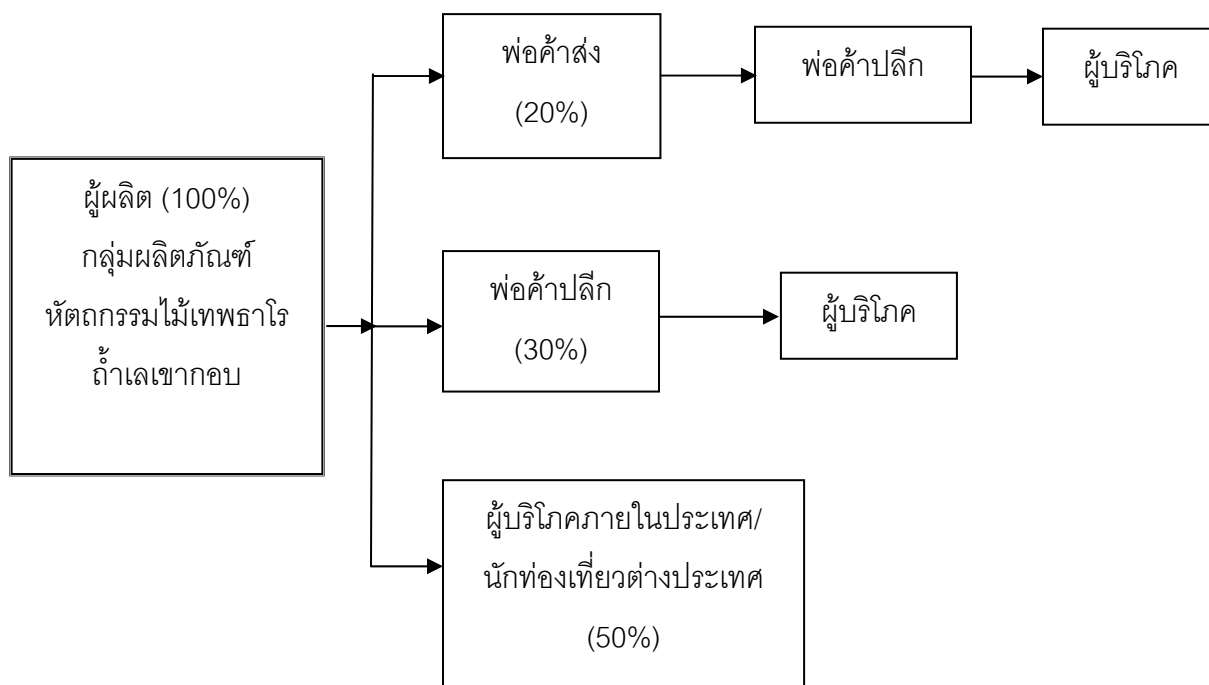 พ่อค้าส่ง
(20%)
พ่อค้าปลีก
ผู้บริโภค
ผู้ผลิต (100%)
กลุ่มผลิตภัณฑ์
หัตถกรรมไม้เทพธาโร
ถ้ำเลเขากอบ
พ่อค้าปลีก
(30%)
ผู้บริโภค
ผู้บริโภคภายในประเทศ/
นักท่องเที่ยวต่างประเทศ
(50%)